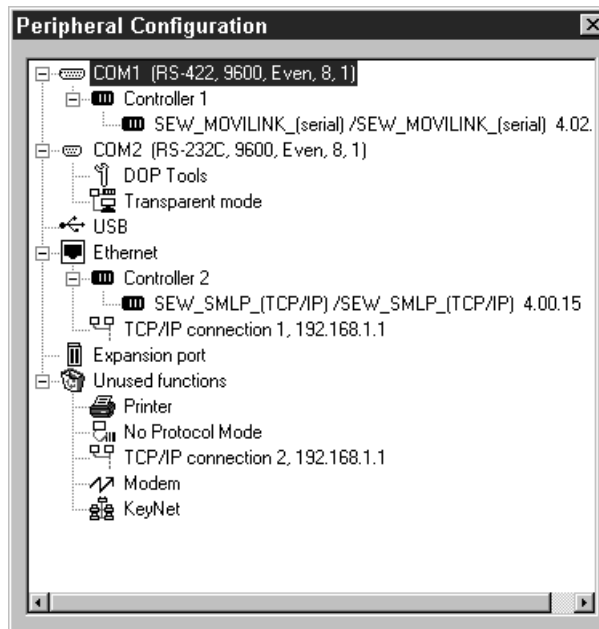 Peripheral Configuration
COM1 (RS-422, 9600, Even, 8, 1)
Controller 1
SEW_MOVILINK_(serial) /SEW_MOVILINK_(serial) 4.02.
COM2 (RS-232C, 9600, Even, 8, 1)
DOP Tools
Transparent mode
USB
Ethernet
Controller 2
SEW_SMLP_(TCP/IP) /SEW_SMLP_(TCP/IP) 4.00.15
TCP/IP connection 1, 192.168.1.1
Expansion port
Unused functions
Printer
No Protocol Mode
TCP/IP connection 2, 192.168.1.1
Modem
KeyNet